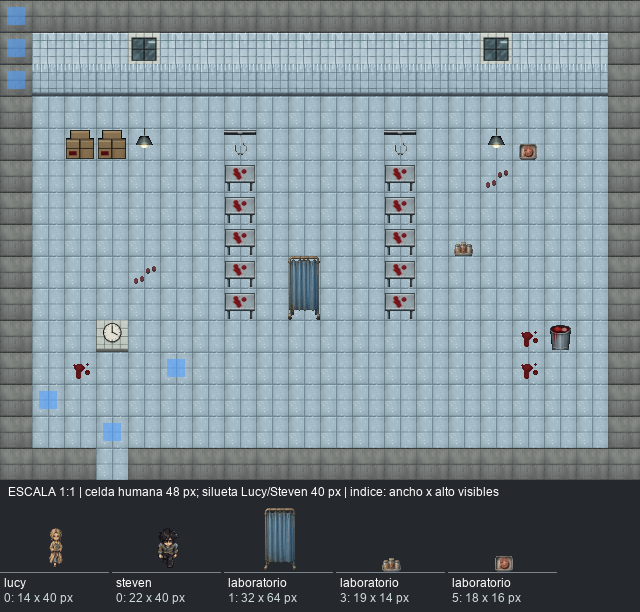 ESCALA 1:1 | celda humana 48 px; silueta Lucy/Steven 40 px | indice: ancho x alto visibles
lucy
0: 14 x 40 px
steven
0: 22 x 40 px
laboratorio
1: 32 x 64 px
laboratorio
3: 19 x 14 px
laboratorio
5: 18 x 16 px